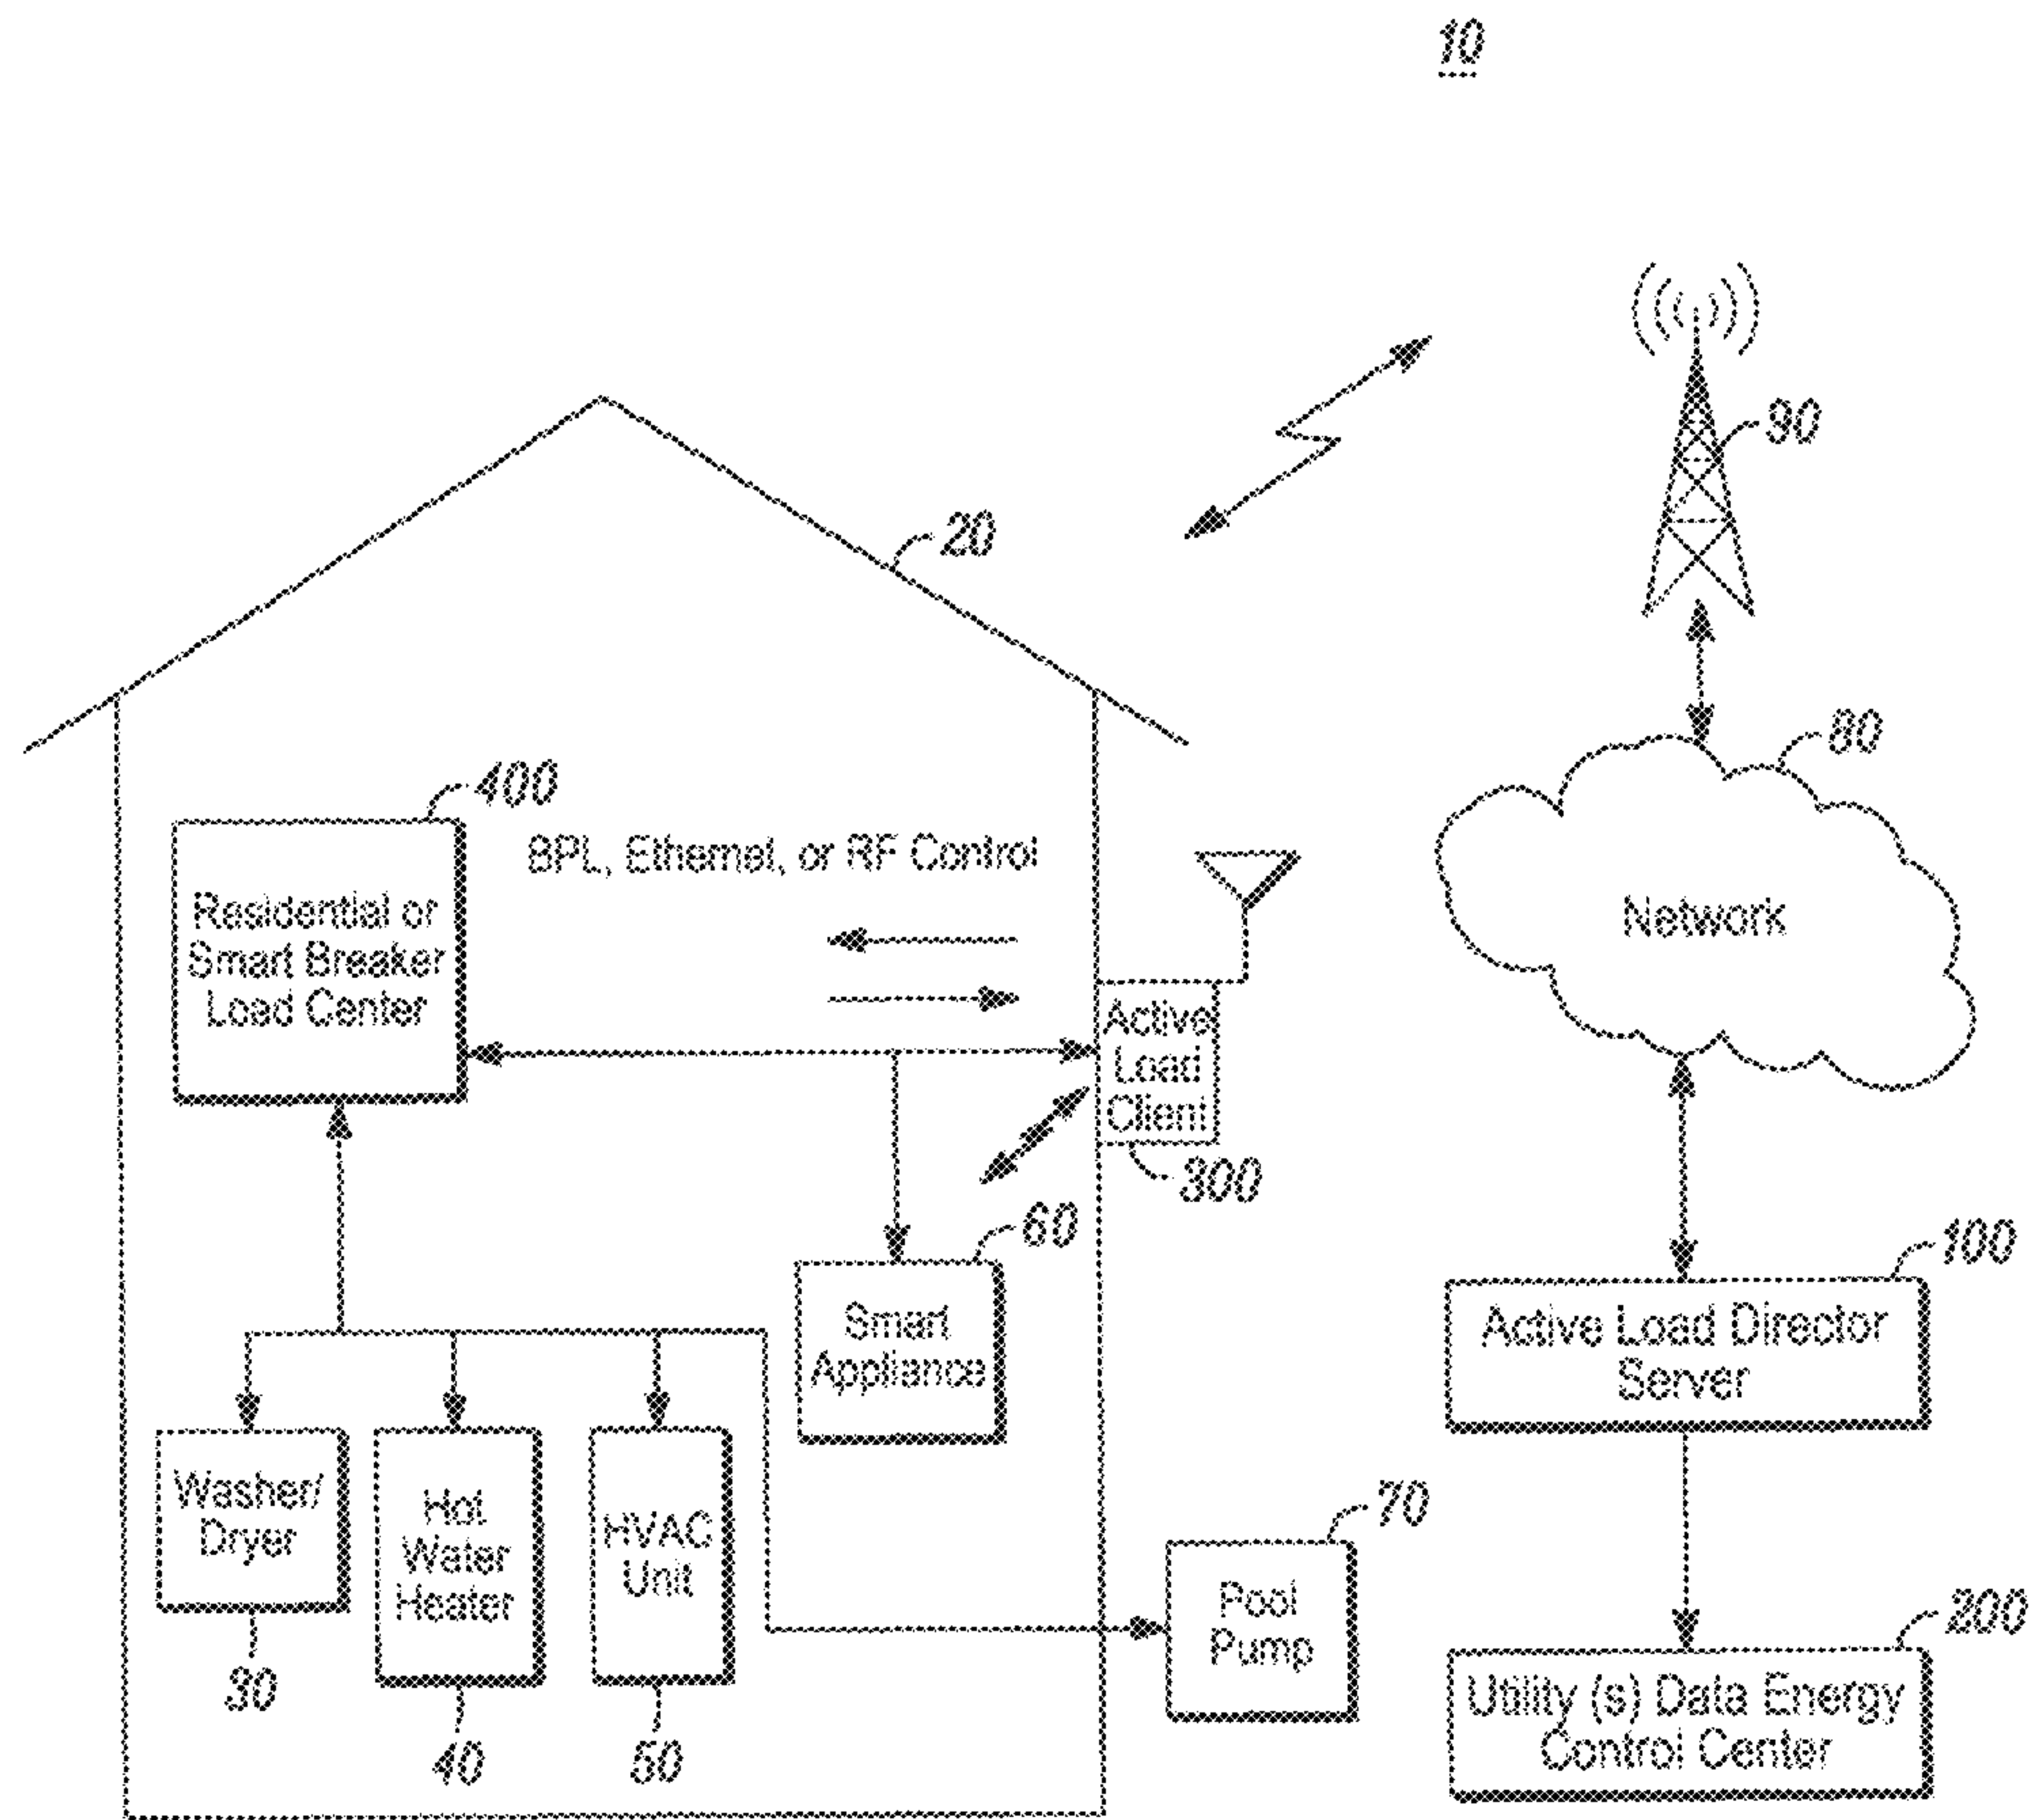 10
90
20
80
400
BPL, Ethernet, or RF Control
Residential or
Smart Breaker
Load Center
Network
Active
Load
Client
300
60
100
Smart
Appliance
Active Load Director
Server
Washer/
Dryer
Hot
Water
Heater
HVAC
Unit
70
Pool
Pump
200
Utility (s) Data Energy
Control Center
30
40
50